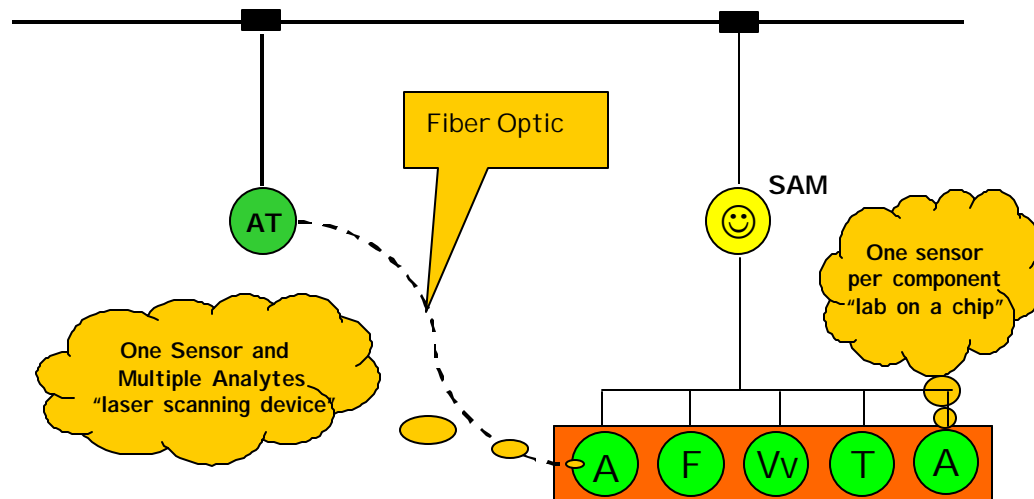 Fiber Optic
SAM
AT
One sensor
per component
“lab on a chip”
One Sensor and
Multiple Analytes
“laser scanning device”
A F Vv T A